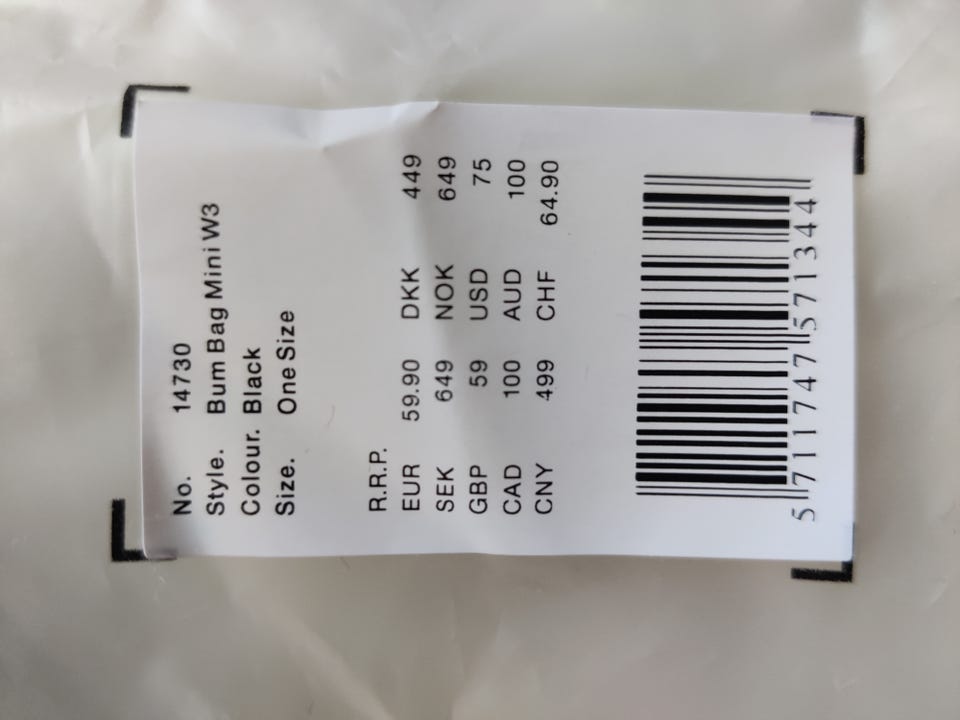 No. 14730
Style. Bum Bag Mini W3
Colour. Black
Size. One Size
R.R.P.
EUR 59.90 DKK 449
SEK 649 NOK 649
GBP 59 USD 75
CAD 100 AUD 100
CNY 499 CHF 64.90
5 711747 571344